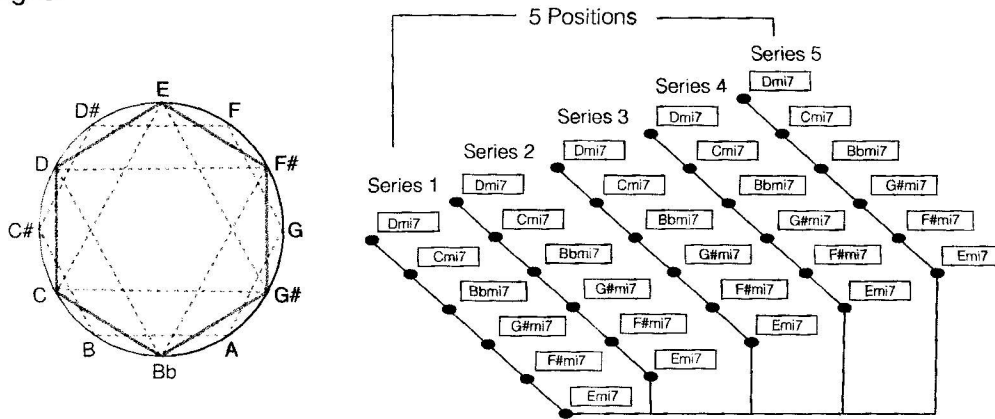 5 Positions
E
D#
F
D
F#
C#
G
C
G#
B
A
Bb
Series 1
Dmi7
Cmi7
Bbmi7
G#mi7
F#mi7
Emi7
Series 2
Dmi7
Cmi7
Bbmi7
G#mi7
F#mi7
Emi7
Series 3
Dmi7
Cmi7
Bbmi7
G#mi7
F#mi7
Emi7
Series 4
Dmi7
Cmi7
Bbmi7
G#mi7
F#mi7
Emi7
Series 5
Dmi7
Cmi7
Bbmi7
G#mi7
F#mi7
Emi7